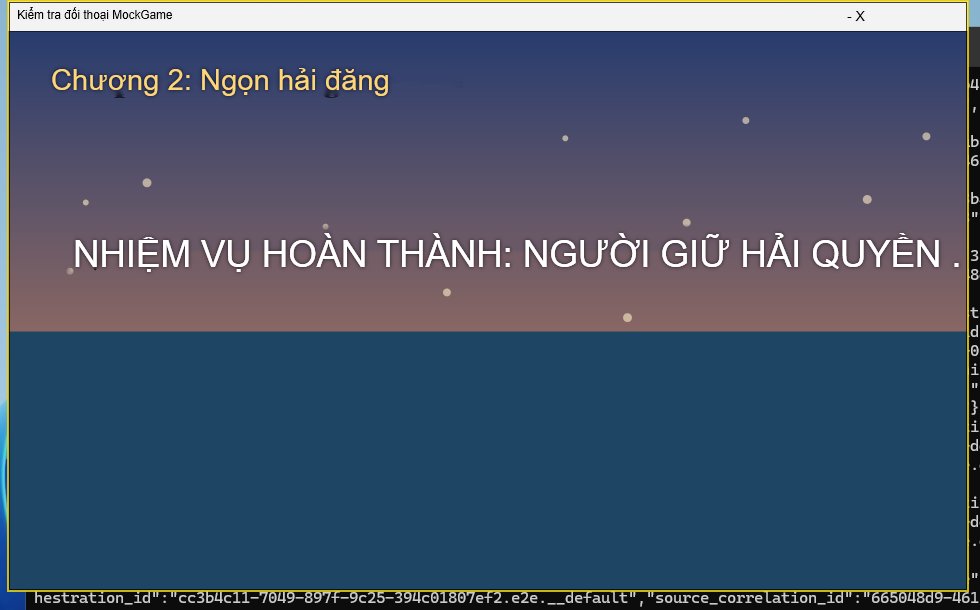 Kiểm tra đối thoại MockGame
- X
Chương 2: Ngọn hải đăng
NHIỆM VỤ HOÀN THÀNH: NGƯỜI GIỮ HẢI QUYỀN .
hestration_id":"cc3b4c11-7049-897f-9c25-394c01807ef2.e2e.__default","source_correlation_id":"665048d9-461